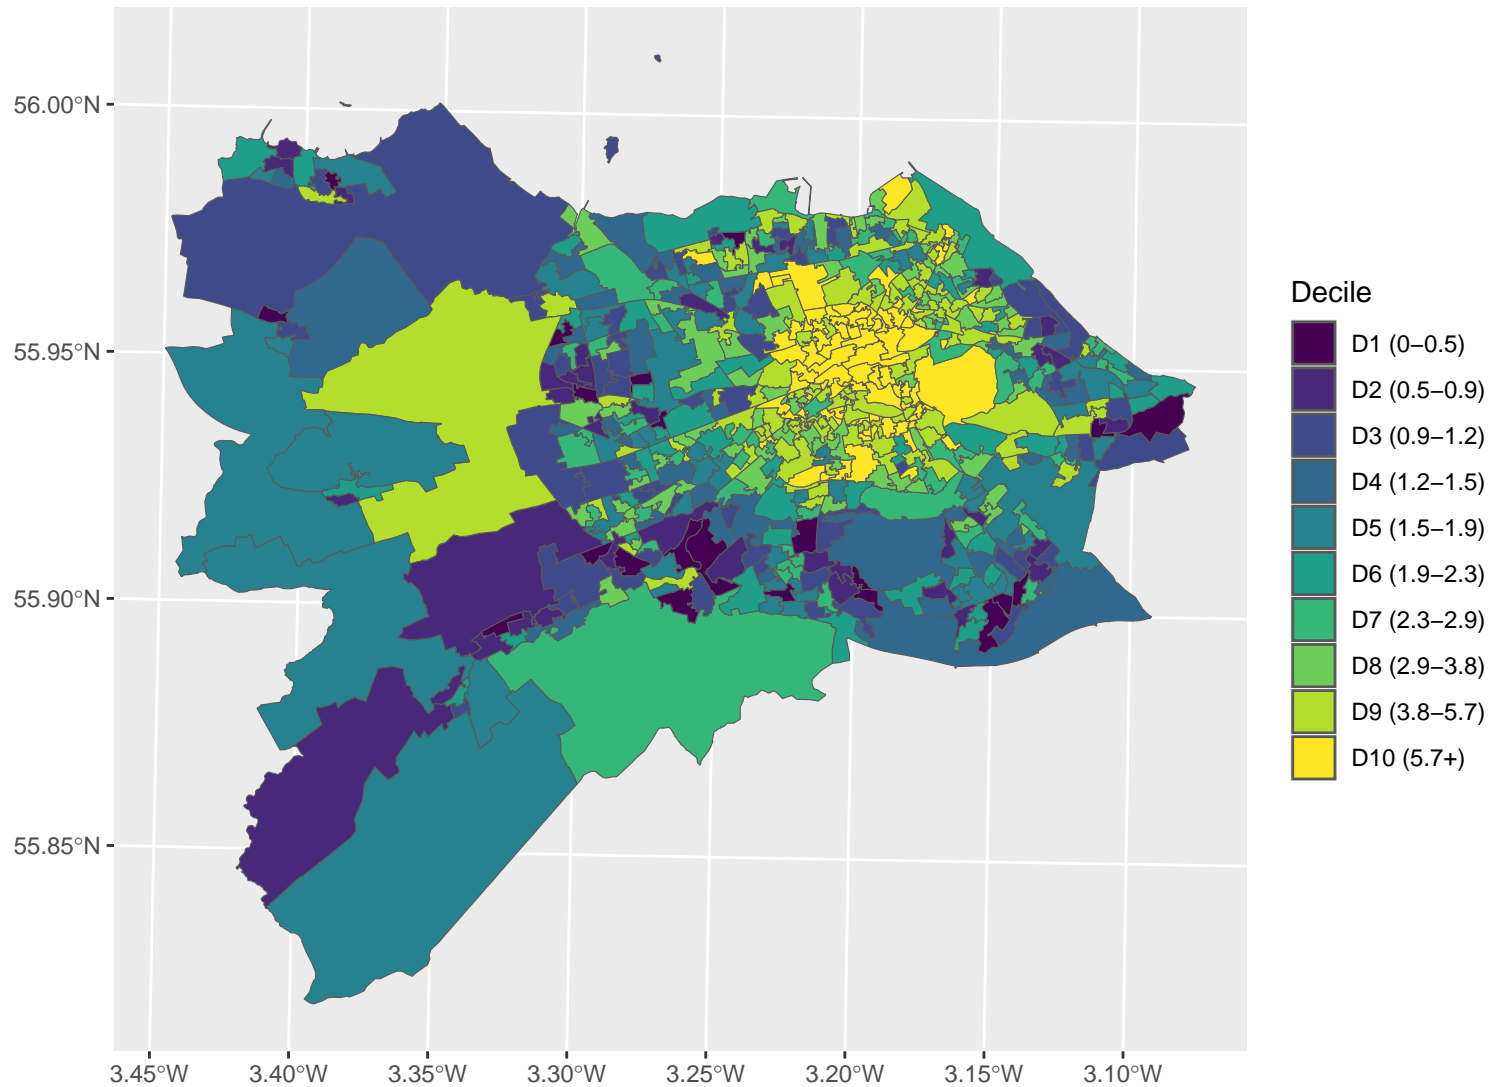 56.00°N
55.95°N
55.90°N
55.85°N
3.45°W 3.40°W 3.35°W 3.30°W 3.25°W 3.20°W 3.15°W 3.10°W
Decile
D1 (0–0.5)
D2 (0.5–0.9)
D3 (0.9–1.2)
D4 (1.2–1.5)
D5 (1.5–1.9)
D6 (1.9–2.3)
D7 (2.3–2.9)
D8 (2.9–3.8)
D9 (3.8–5.7)
D10 (5.7+)